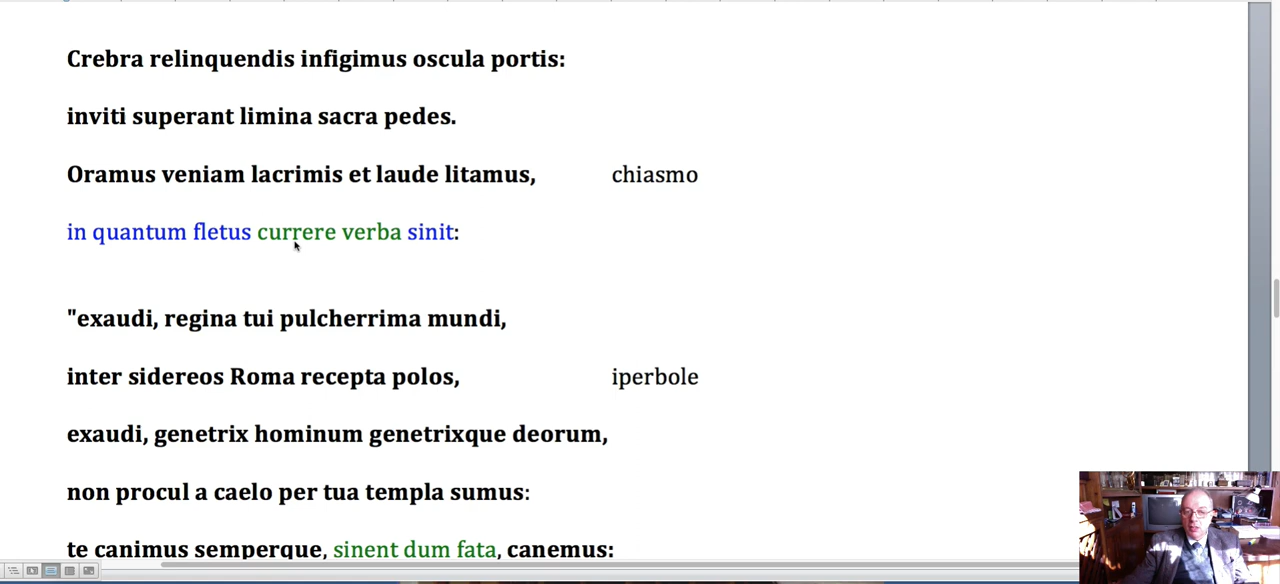 Crebra relinquendis infigimus oscula portis:
inviti superant limina sacra pedes.
Oramus veniam lacrimis et laude litamus, chiasmo
in quantum fletus currere verba sinit:
"exaudi, regina tui pulcherrima mundi,
inter sidereos Roma recepta polos, iperbole
exaudi, genetrix hominum genetrixque deorum,
non procul a caelo per tua templa sumus:
te canimus semperque, sinent dum fata, canemus: